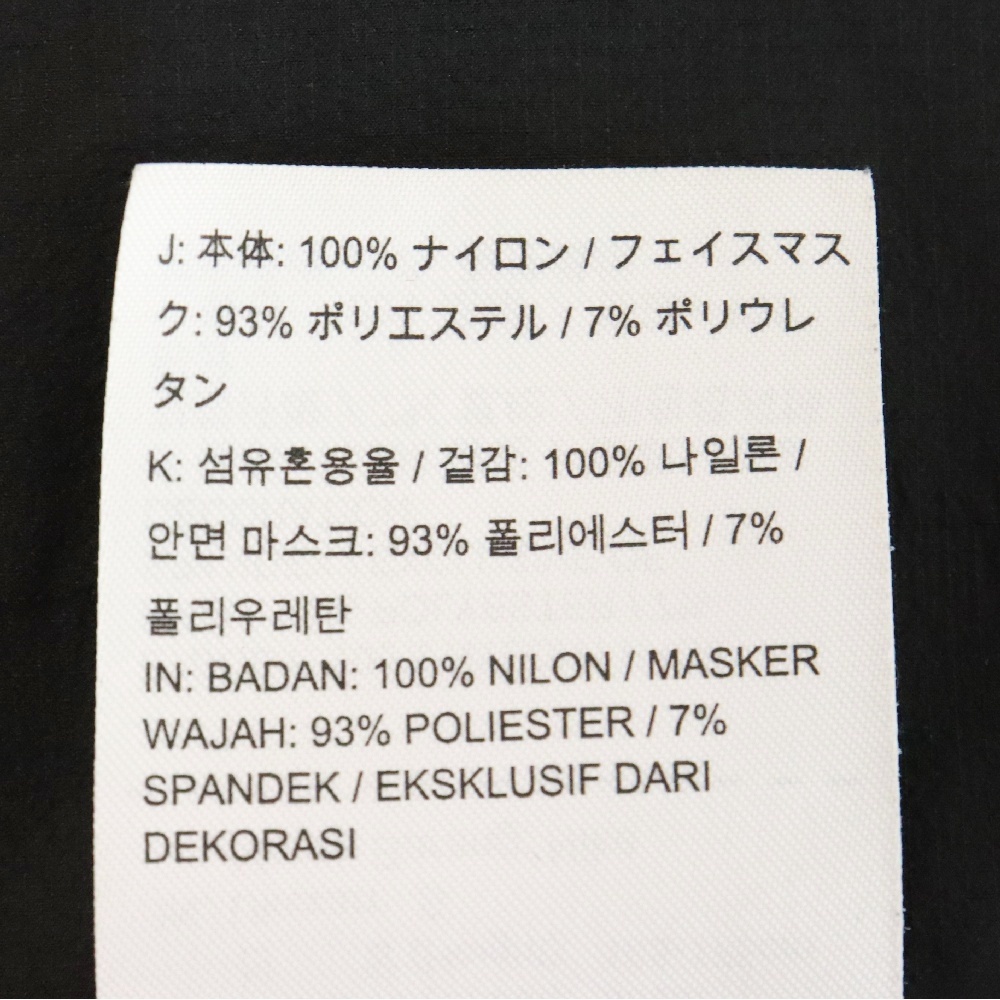 J: 本体: 100% ナイロン / フェイスマス
ク: 93% ポリエステル / 7% ポリウレ
タン
K: 섬유혼용율 / 겉감: 100% 나일론 /
안면 마스크: 93% 폴리에스터 / 7%
폴리우레탄
IN: BADAN: 100% NILON / MASKER
WAJAH: 93% POLIESTER / 7%
SPANDEK / EKSKLUSIF DARI
DEKORASI